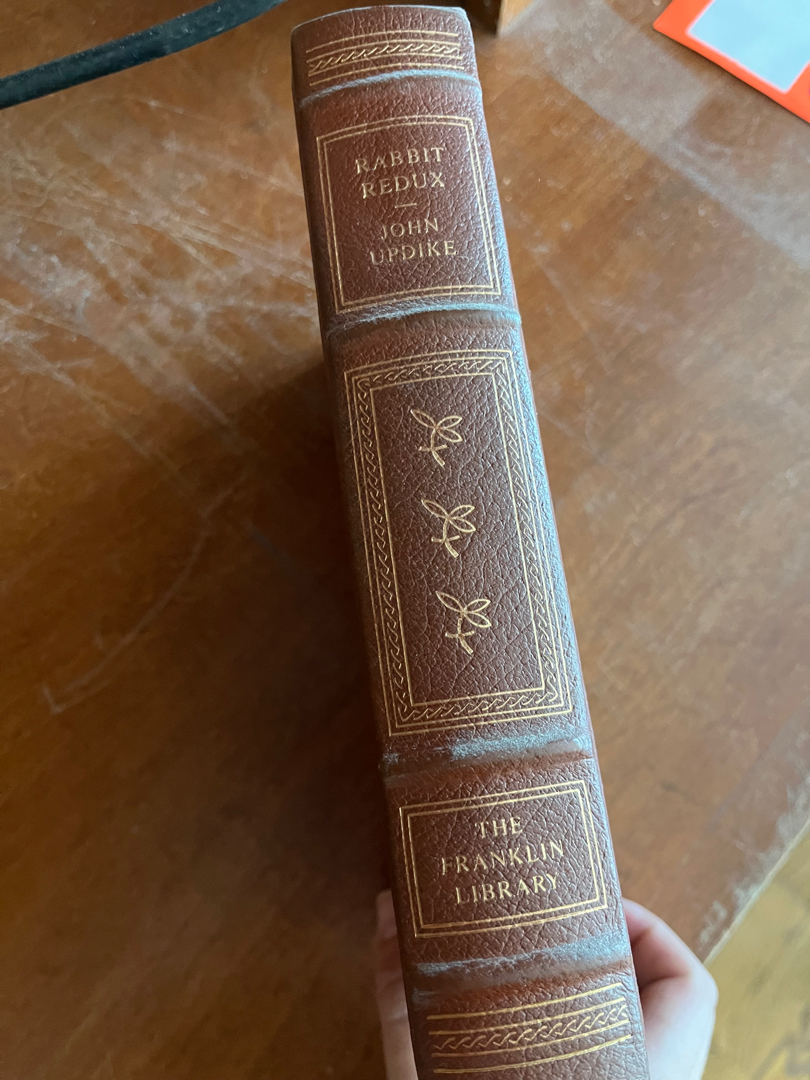 RABBIT
REDUX
—
JOHN
UPDIKE
THE
FRANKLIN
LIBRARY